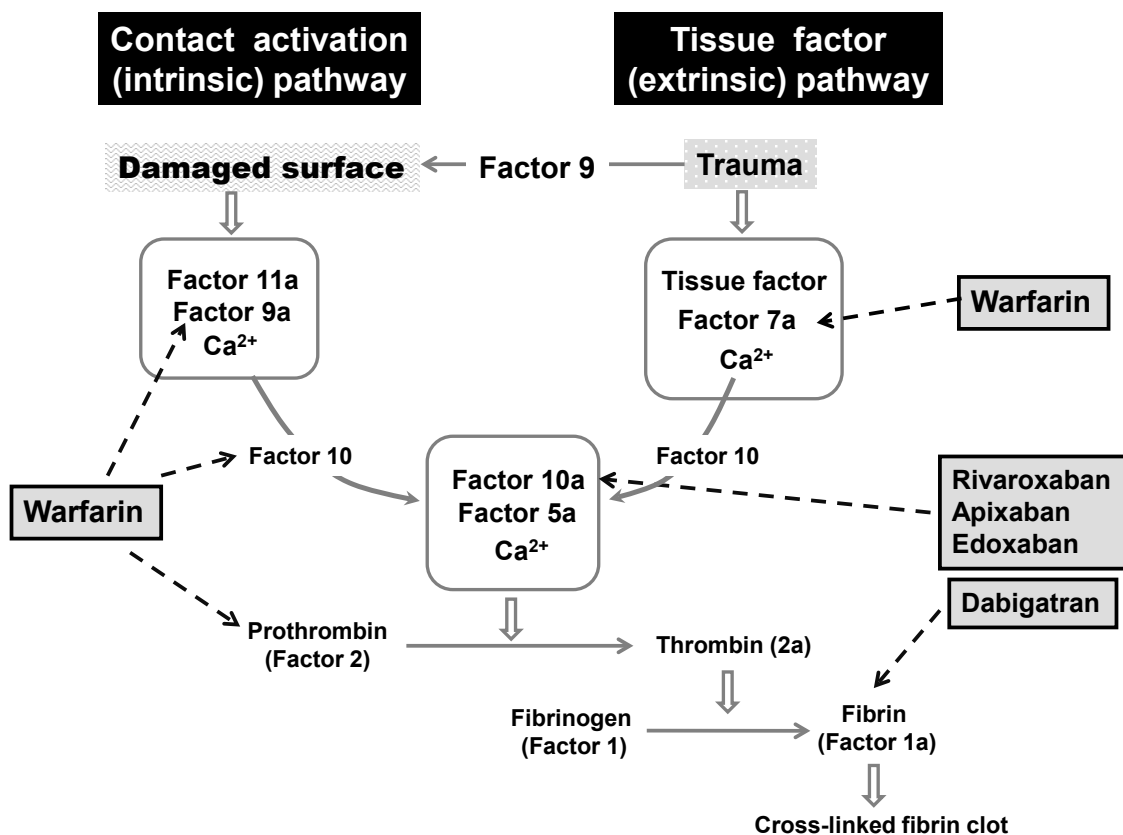 Contact activation
(intrinsic) pathway
Tissue factor
(extrinsic) pathway
Damaged surface
Factor 9
Trauma
Factor 11a
Factor 9a
Ca²⁺
Tissue factor
Factor 7a
Ca²⁺
Warfarin
Factor 10
Factor 10
Factor 10a
Factor 5a
Ca²⁺
Warfarin
Rivaroxaban
Apixaban
Edoxaban
Dabigatran
Prothrombin
(Factor 2)
Thrombin (2a)
Fibrinogen
(Factor 1)
Fibrin
(Factor 1a)
Cross-linked fibrin clot